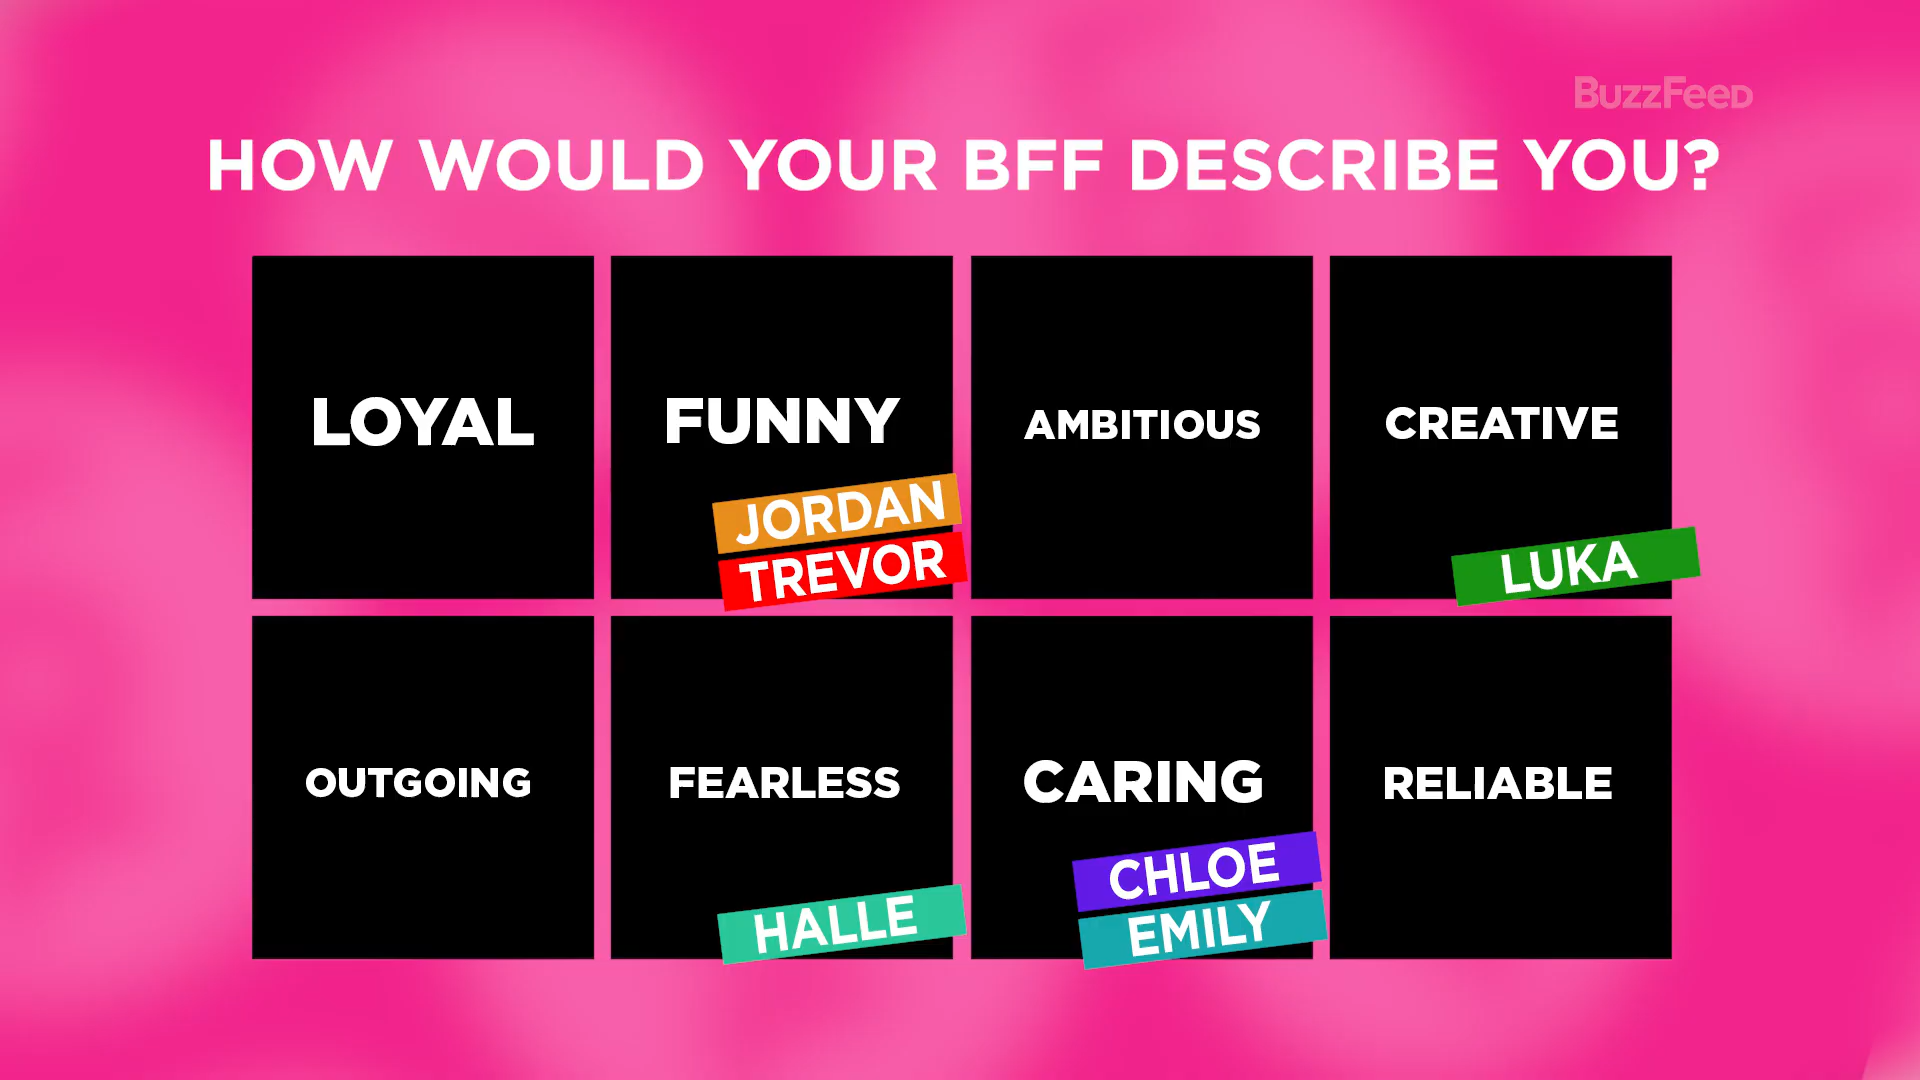 BuzzFeed
HOW WOULD YOUR BFF DESCRIBE YOU?
LOYAL
FUNNY
JORDAN
TREVOR
AMBITIOUS
CREATIVE
LUKA
OUTGOING
FEARLESS
HALLE
CARING
CHLOE
EMILY
RELIABLE